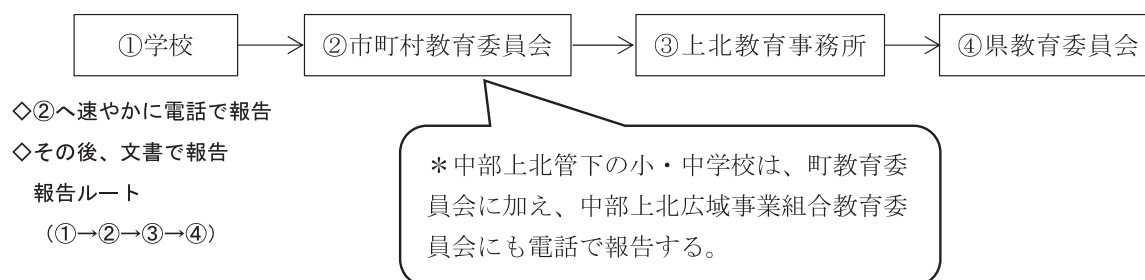 ①学校
②市町村教育委員会
③上北教育事務所
④県教育委員会
◇②へ速やかに電話で報告
◇その後、文書で報告
報告ルート
(①→②→③→④)
＊中部上北管下の小・中学校は、町教育委
員会に加え、中部上北広域事業組合教育委
員会にも電話で報告する。